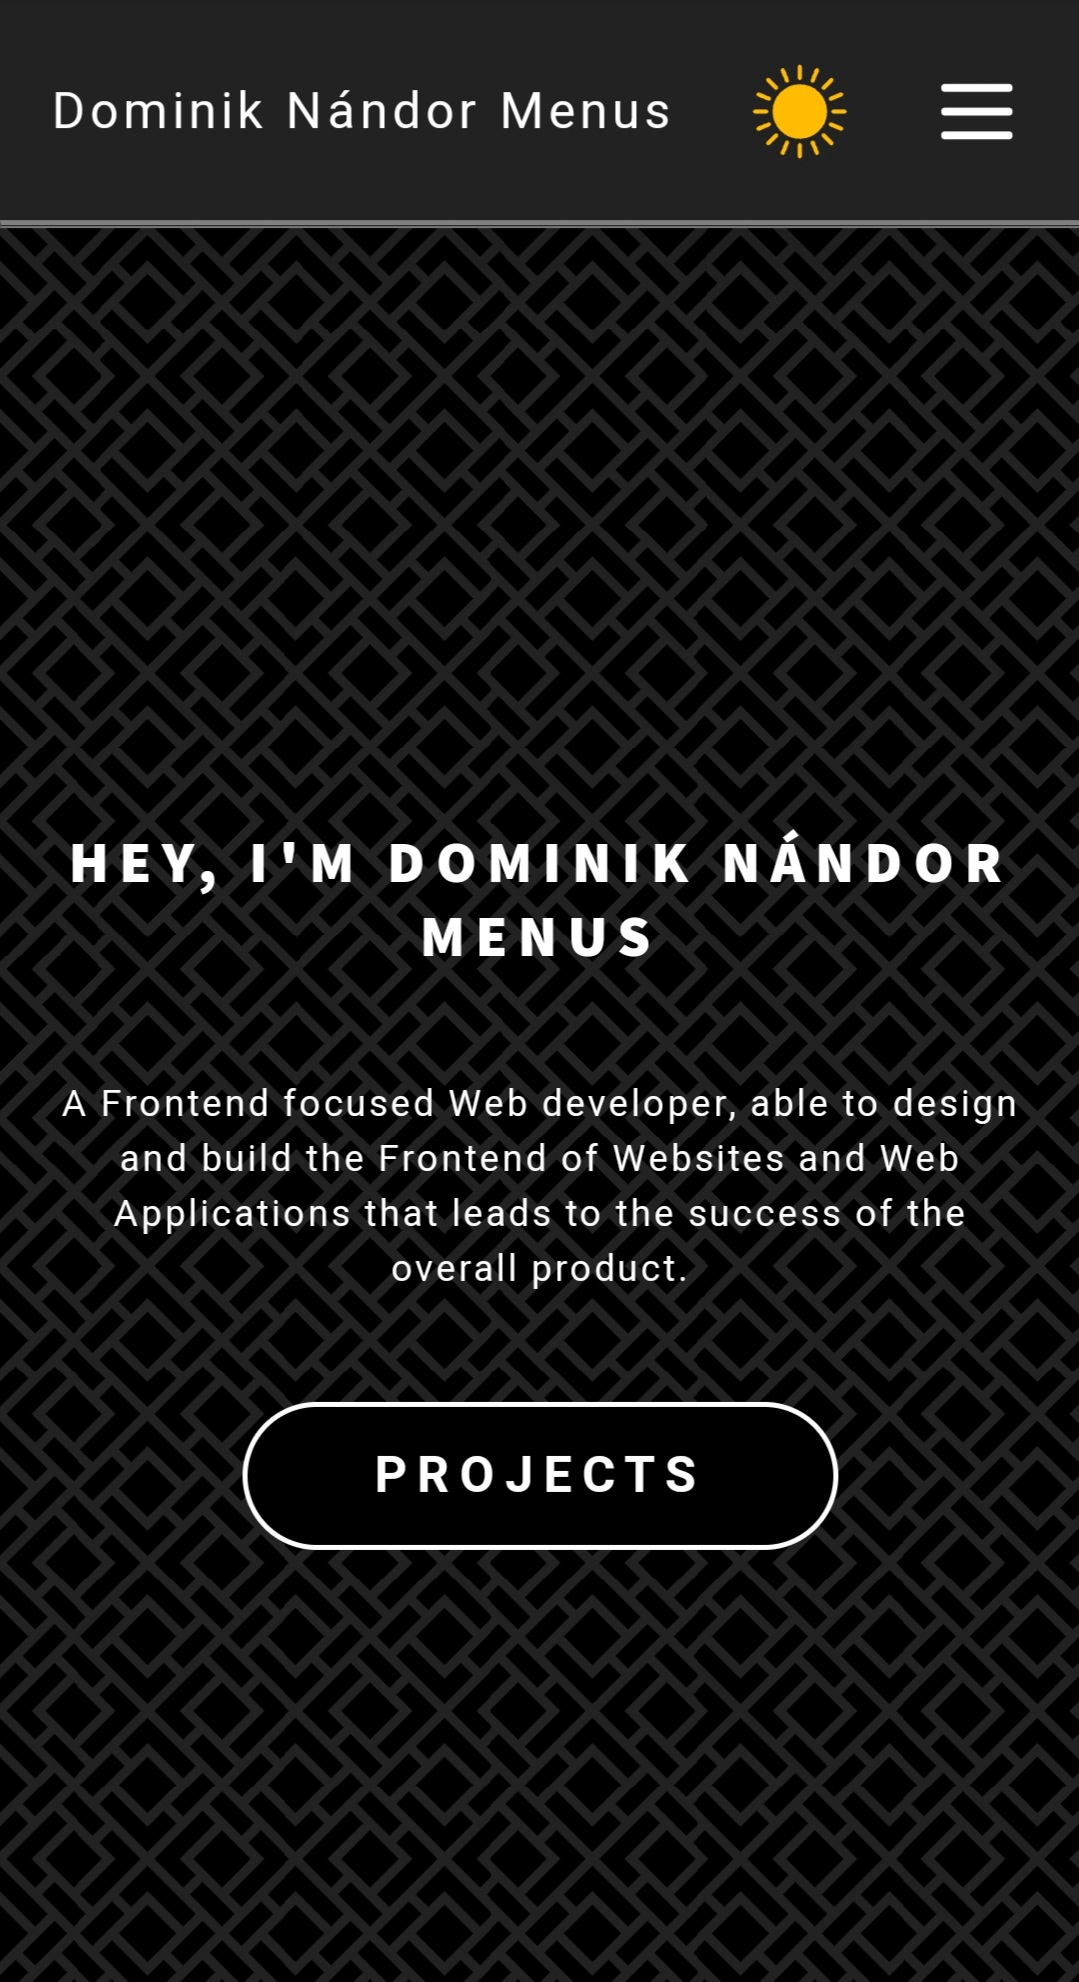 Dominik Nándor Menus
HEY, I'M DOMINIK NÁNDOR
MENUS
A Frontend focused Web developer, able to design
and build the Frontend of Websites and Web
Applications that leads to the success of the
overall product.
PROJECTS